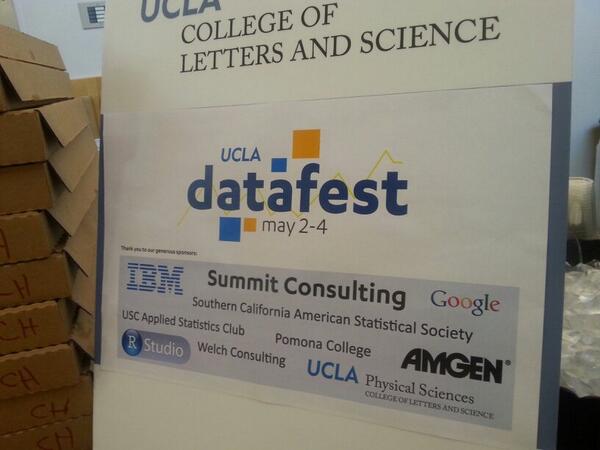 UCLA
COLLEGE OF
LETTERS AND SCIENCE
UCLA
datafest
may 2-4
Thank you to our generous sponsors:
IBM Summit Consulting Google
Southern California American Statistical Society
USC Applied Statistics Club Pomona College AMGEN®
R Studio Welch Consulting UCLA Physical Sciences
COLLEGE OF LETTERS AND SCIENCE
CH
CH
CH
CH
CH